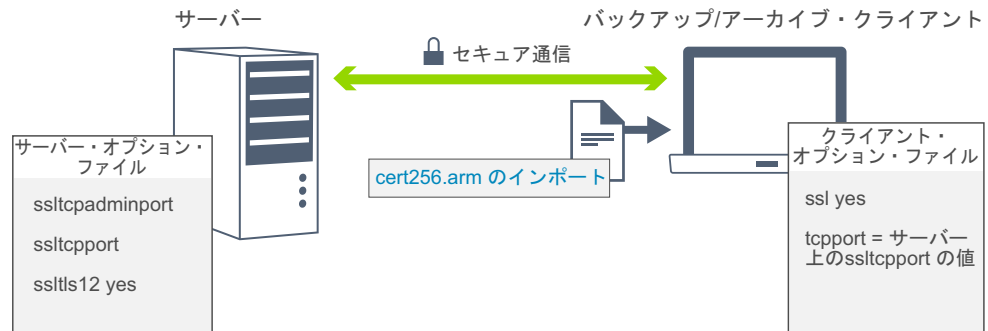 サーバー
バックアップ/アーカイブ・クライアント
セキュア通信
サーバー・オプション・
ファイル
ssltcpadminport
ssltcpport
ssltls12 yes
cert256.arm のインポート
クライアント・
オプション・ファイル
ssl yes
tcpport = サーバー
上のssltcpport の値